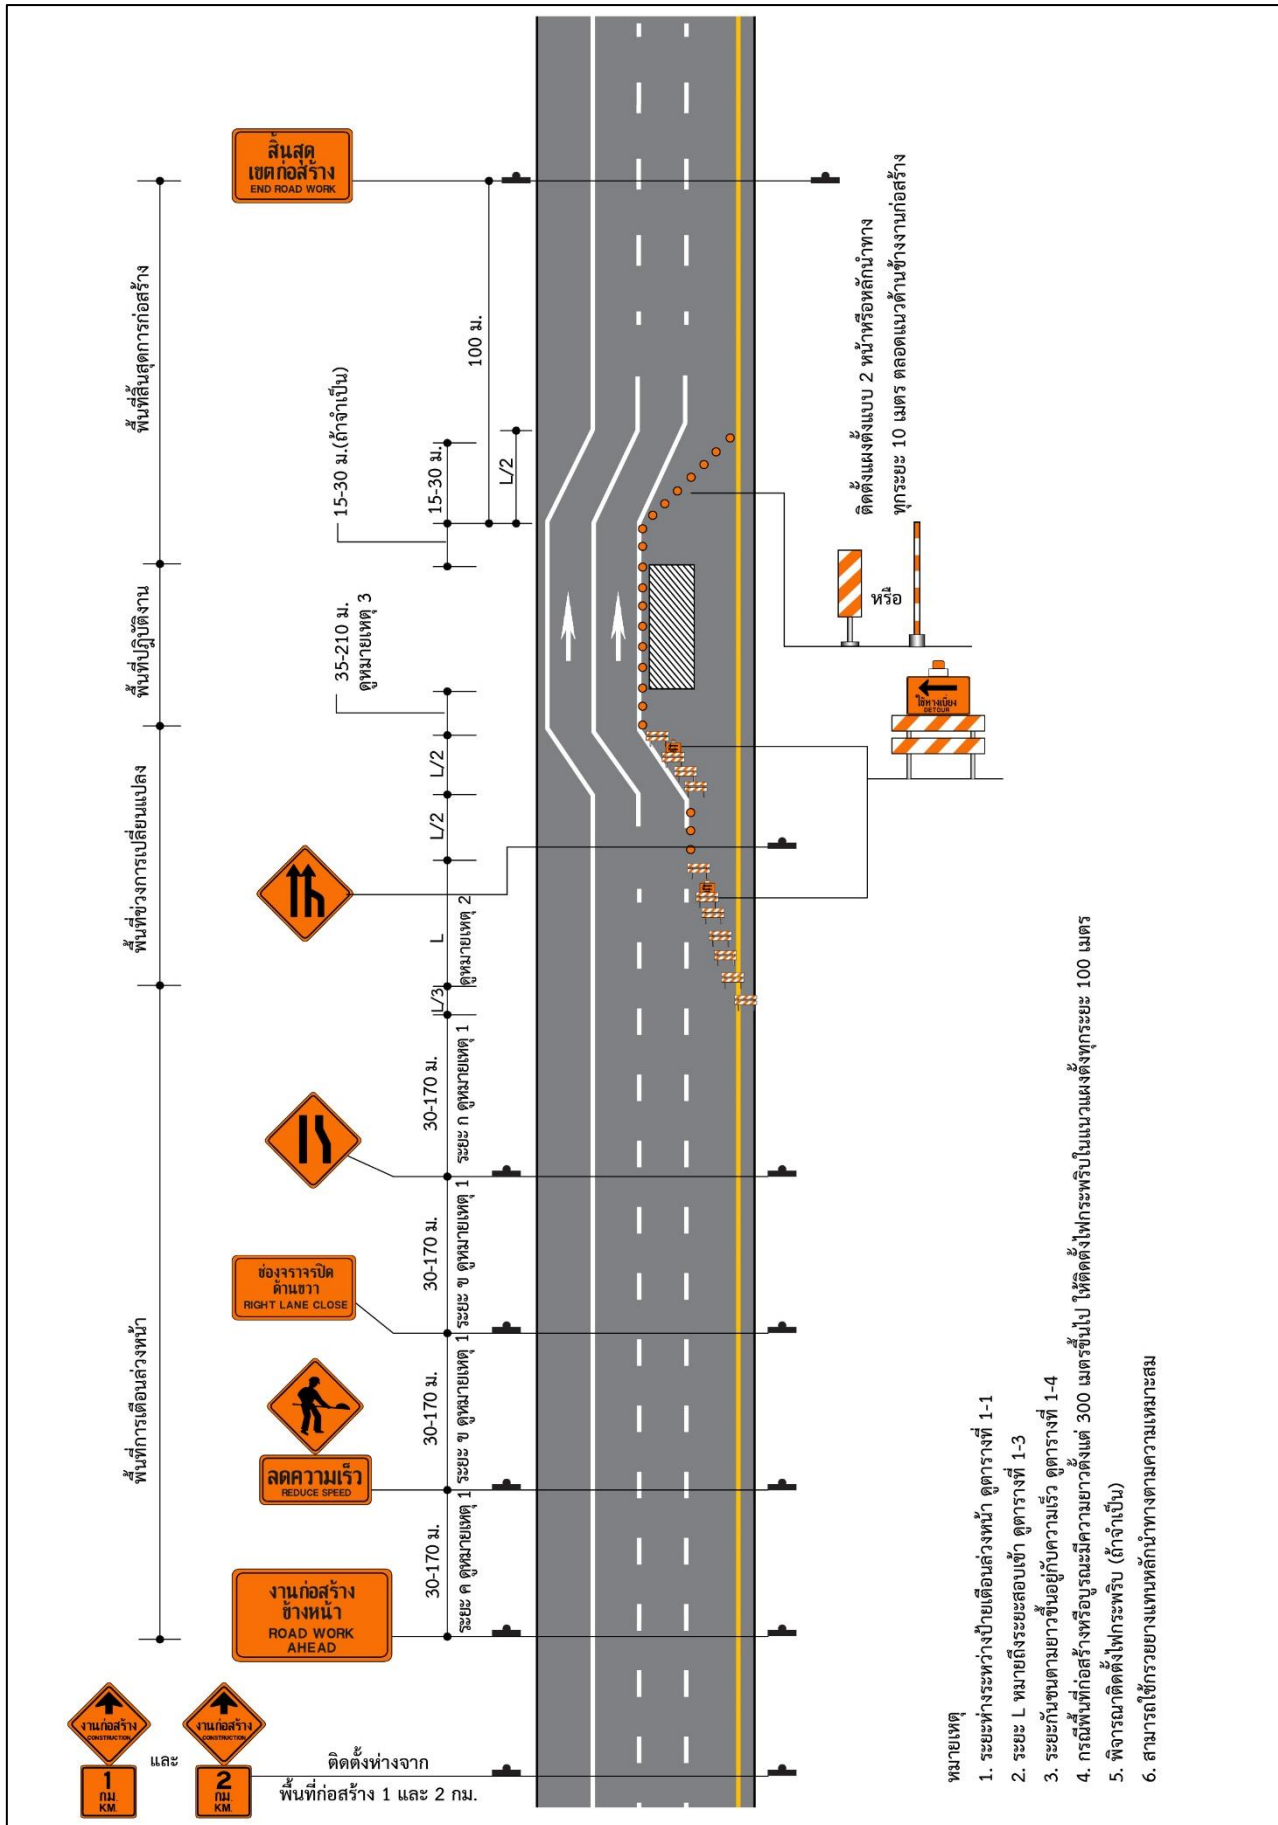 สิ้นสุด
เขตก่อสร้าง
END ROAD WORK
พื้นที่สิ้นสุดการก่อสร้าง
100 ม.
15-30 ม.(ถ้าจำเป็น)
15-30 ม.
L/2
ติดตั้งแผงตั้งแบบ 2 หน้าหรือหลักนำทาง
ทุกระยะ 10 เมตร ตลอดแนวด้านข้างงานก่อสร้าง
หรือ
พื้นที่ปฏิบัติงาน
35-210 ม.
ดูหมายเหตุ 3
ใช้ทางเบี่ยง
DETOUR
พื้นที่ช่วงการเปลี่ยนแปลง
L/2
L/2
L
ดูหมายเหตุ 2
L/3
พื้นที่การเตือนล่วงหน้า
30-170 ม.
ระยะ ก ดูหมายเหตุ 1
ช่องจราจรปิด
ด้านขวา
RIGHT LANE CLOSE
30-170 ม.
ระยะ ข ดูหมายเหตุ 1
ลดความเร็ว
REDUCE SPEED
30-170 ม.
ระยะ ข ดูหมายเหตุ 1
งานก่อสร้าง
ข้างหน้า
ROAD WORK
AHEAD
30-170 ม.
ระยะ ค ดูหมายเหตุ 1
งานก่อสร้าง
CONSTRUCTION
1
กม.
KM.
และ
งานก่อสร้าง
CONSTRUCTION
2
กม.
KM.
ติดตั้งห่างจาก
พื้นที่ก่อสร้าง 1 และ 2 กม.
หมายเหตุ
1. ระยะห่างระหว่างป้ายเตือนล่วงหน้า ดูตารางที่ 1-1
2. ระยะ L หมายถึงระยะสอบเข้า ดูตารางที่ 1-3
3. ระยะกันชนตามยาวขึ้นอยู่กับความเร็ว ดูตารางที่ 1-4
4. กรณีพื้นที่ก่อสร้างหรือบูรณะมีความยาวตั้งแต่ 300 เมตรขึ้นไป ให้ติดตั้งไฟกระพริบในแนวแผงตั้งทุกระยะ 100 เมตร
5. พิจารณาติดตั้งไฟกระพริบ (ถ้าจำเป็น)
6. สามารถใช้กรวยยางแทนหลักนำทางตามความเหมาะสม